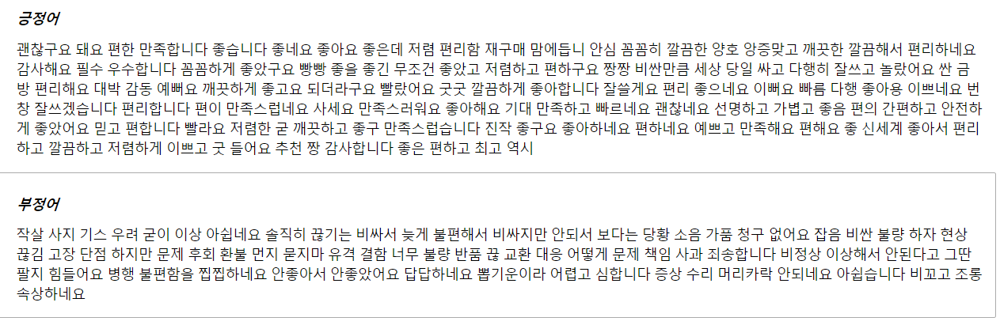 긍정어
괜찮구요 돼요 편한 만족합니다 좋습니다 좋네요 좋아요 좋은데 저렴 편리함 재구매 맘에듭니 안심 꼼꼼히 깔끔한 양호 앙증맞고 깨끗한 깔끔해서 편리하네요
감사해요 필수 우수합니다 꼼꼼하게 좋았구요 빵빵 좋을 좋긴 무조건 좋았고 저렴하고 편하구요 짱짱 비싼만큼 세상 당일 싸고 다행히 잘쓰고 놀랐어요 싼 금
방 편리해요 대박 감동 예뻐요 깨끗하게 좋고요 되더라구요 빨랐어요 굿굿 깔끔하게 좋아합니다 잘쓸게요 편리 좋으네요 이뻐요 빠름 다행 좋아용 이쁘네요 번
창 잘쓰겠습니다 편리합니다 편이 만족스럽네요 사세요 만족스러워요 좋아해요 기대 만족하고 빠르네요 괜찮네요 선명하고 가볍고 좋음 편의 간편하고 안전하
게 좋았어요 믿고 편합니다 빨라요 저렴한 굳 깨끗하고 좋구 만족스럽습니다 진작 좋구요 좋아하네요 편하네요 예쁘고 만족해요 편해요 좋 신세계 좋아서 편리
하고 깔끔하고 저렴하게 이쁘고 굿 들어요 추천 짱 감사합니다 좋은 편하고 최고 역시
부정어
작살 사지 기스 우려 굳이 이상 아쉽네요 솔직히 끊기는 비싸서 늦게 불편해서 비싸지만 안되서 보다는 당황 소음 가품 청구 없어요 잡음 비싼 불량 하자 현상
끊김 고장 단점 하지만 문제 후회 환불 먼지 묻지마 유격 결함 너무 불량 반품 끊 교환 대응 어떻게 문제 책임 사과 죄송합니다 비정상 이상해서 안된다고 그딴
팔지 힘들어요 병행 불편함을 찝찝하네요 안좋아서 안좋았어요 답답하네요 뽑기운이라 어렵고 심합니다 증상 수리 머리카락 안되네요 아쉽습니다 비꼬고 조롱
속상하네요